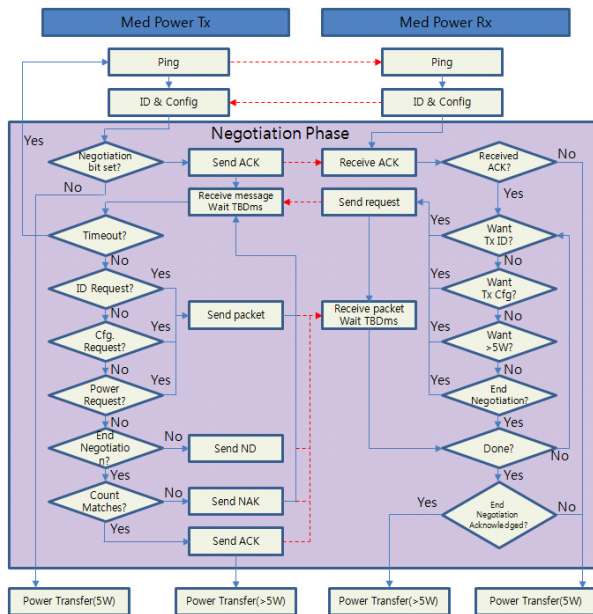 Med Power Tx
Med Power Rx
Ping
Ping
ID & Config
ID & Config
Negotiation Phase
Yes
Negotiation
bit set?
Send ACK
Receive ACK
Received
ACK?
No
No
Yes
Receive message
Wait TBDms
Send request
Timeout?
Want
Tx ID?
No
Yes
No
ID Request?
Yes
Want
Tx Cfg?
No
Send packet
Receive packet
Wait TBDms
Yes
No
Cfg.
Request?
Yes
Want
>5W?
No
Yes
No
Power
Request?
Yes
End
Negotiation?
No
Yes
End
Negotiatio
n?
No
Send ND
Done?
No
Yes
Yes
Count
Matches?
No
Send NAK
Yes
End
Negotiation
Acknowledged?
No
Yes
Send ACK
Power Transfer(5W)
Power Transfer(>5W)
Power Transfer(>5W)
Power Transfer(5W)